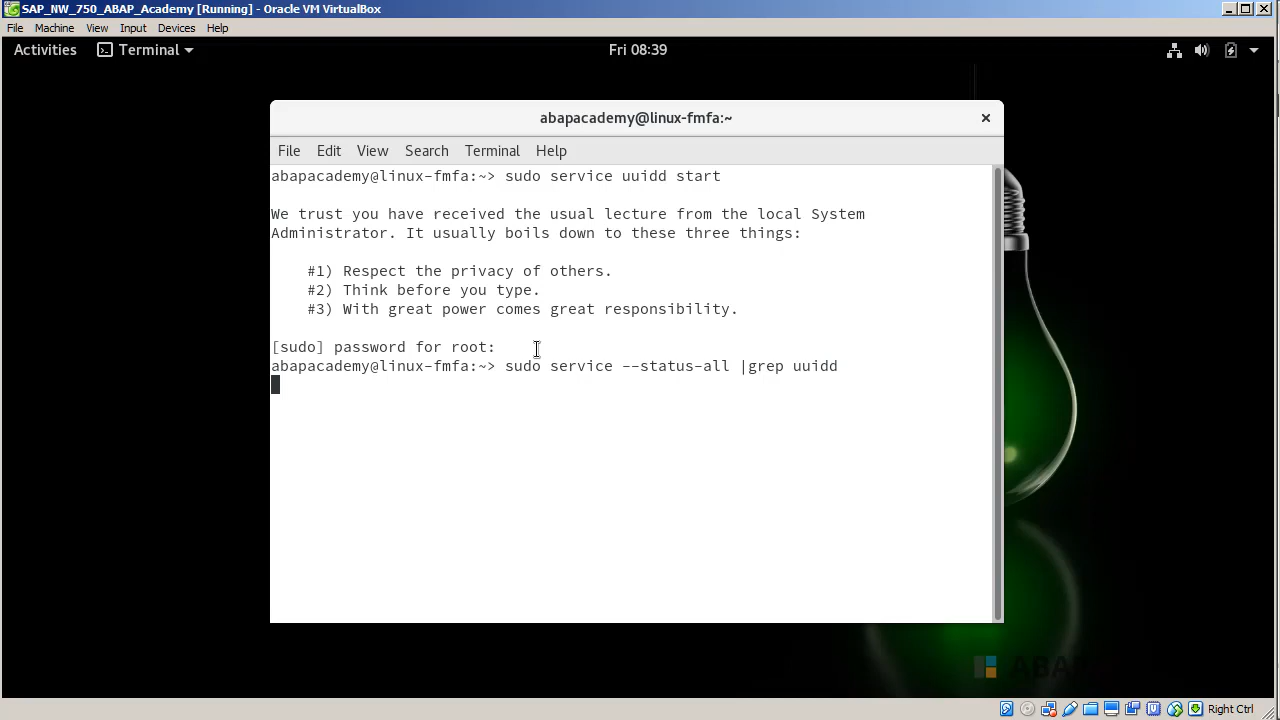 SAP_NW_750_ABAP_Academy [Running] - Oracle VM VirtualBox
File Machine View Input Devices Help
Activities Terminal Fri 08:39
abapacademy@linux-fmfa:~
File Edit View Search Terminal Help
abapacademy@linux-fmfa:~> sudo service uuidd start
We trust you have received the usual lecture from the local System
Administrator. It usually boils down to these three things:
#1) Respect the privacy of others.
#2) Think before you type.
#3) With great power comes great responsibility.
[sudo] password for root:
abapacademy@linux-fmfa:~> sudo service --status-all |grep uuidd
Right Ctrl